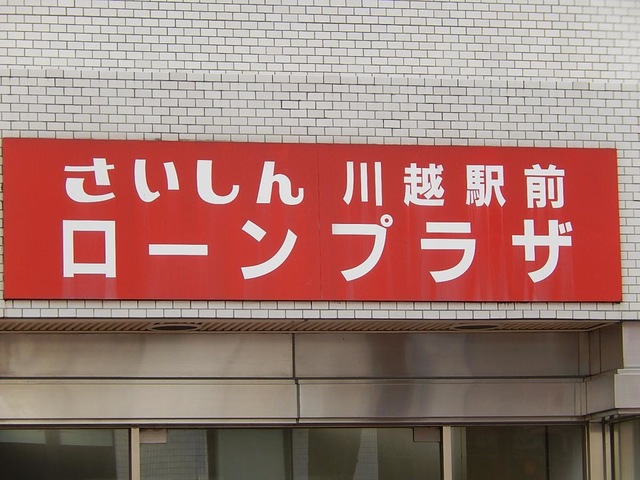 さいしん 川越駅前
ローンプラザ